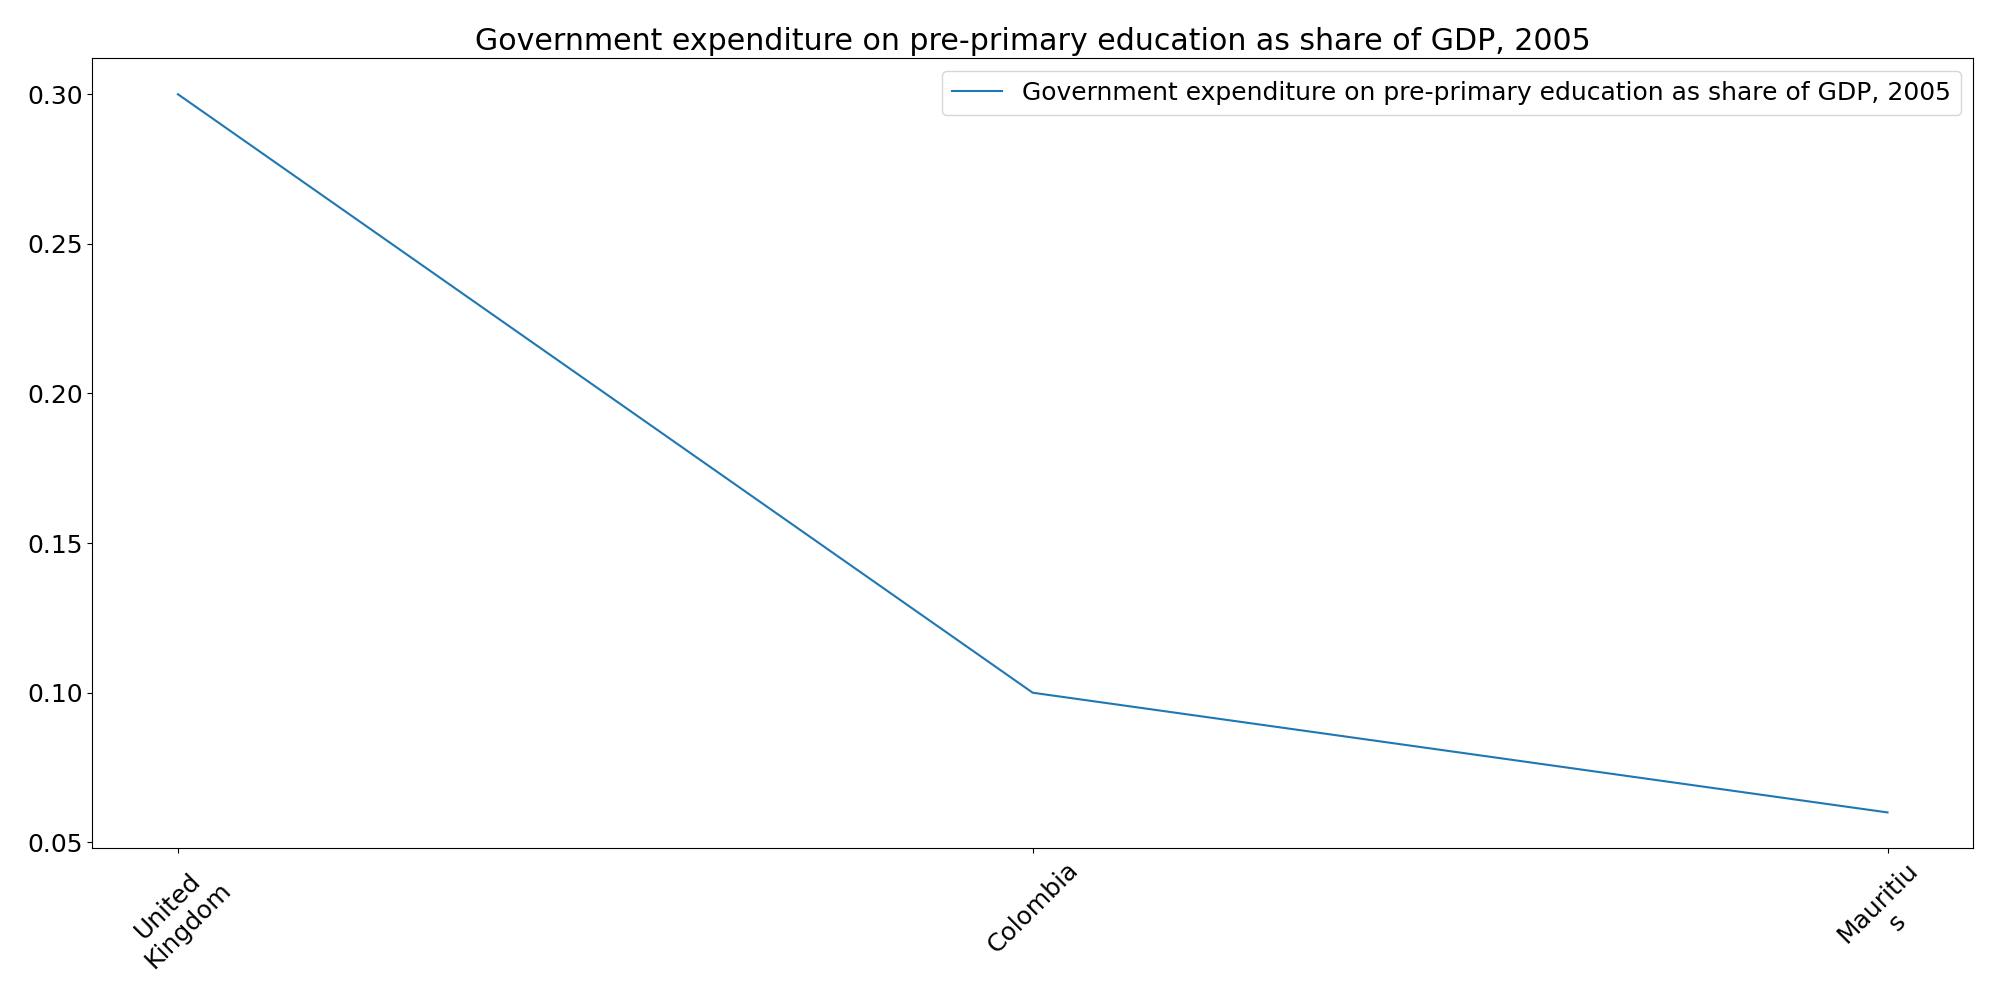 Government expenditure on pre-primary education as share of GDP, 2005
Government expenditure on pre-primary education as share of GDP, 2005
0.30
0.25
0.20
0.15
0.10
0.05
United
Kingdom
Colombia
Mauritiu
s